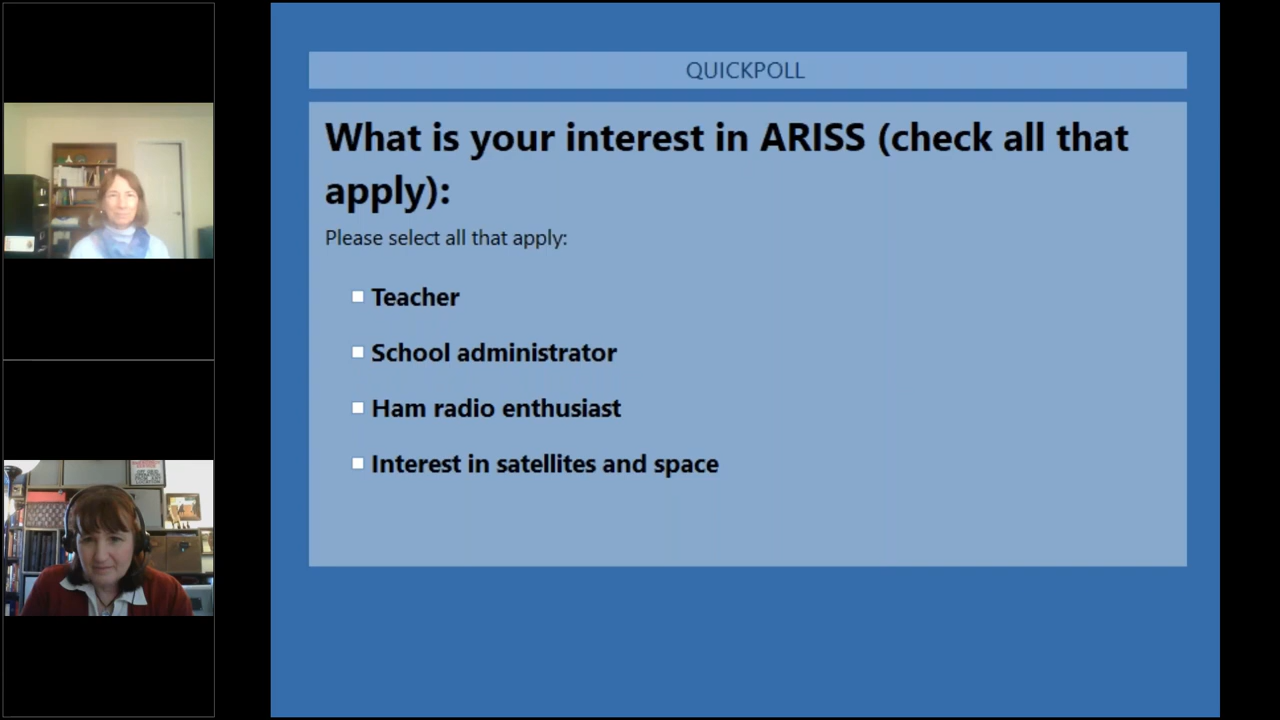 QUICKPOLL
What is your interest in ARISS (check all that
apply):
Please select all that apply:
Teacher
School administrator
Ham radio enthusiast
Interest in satellites and space